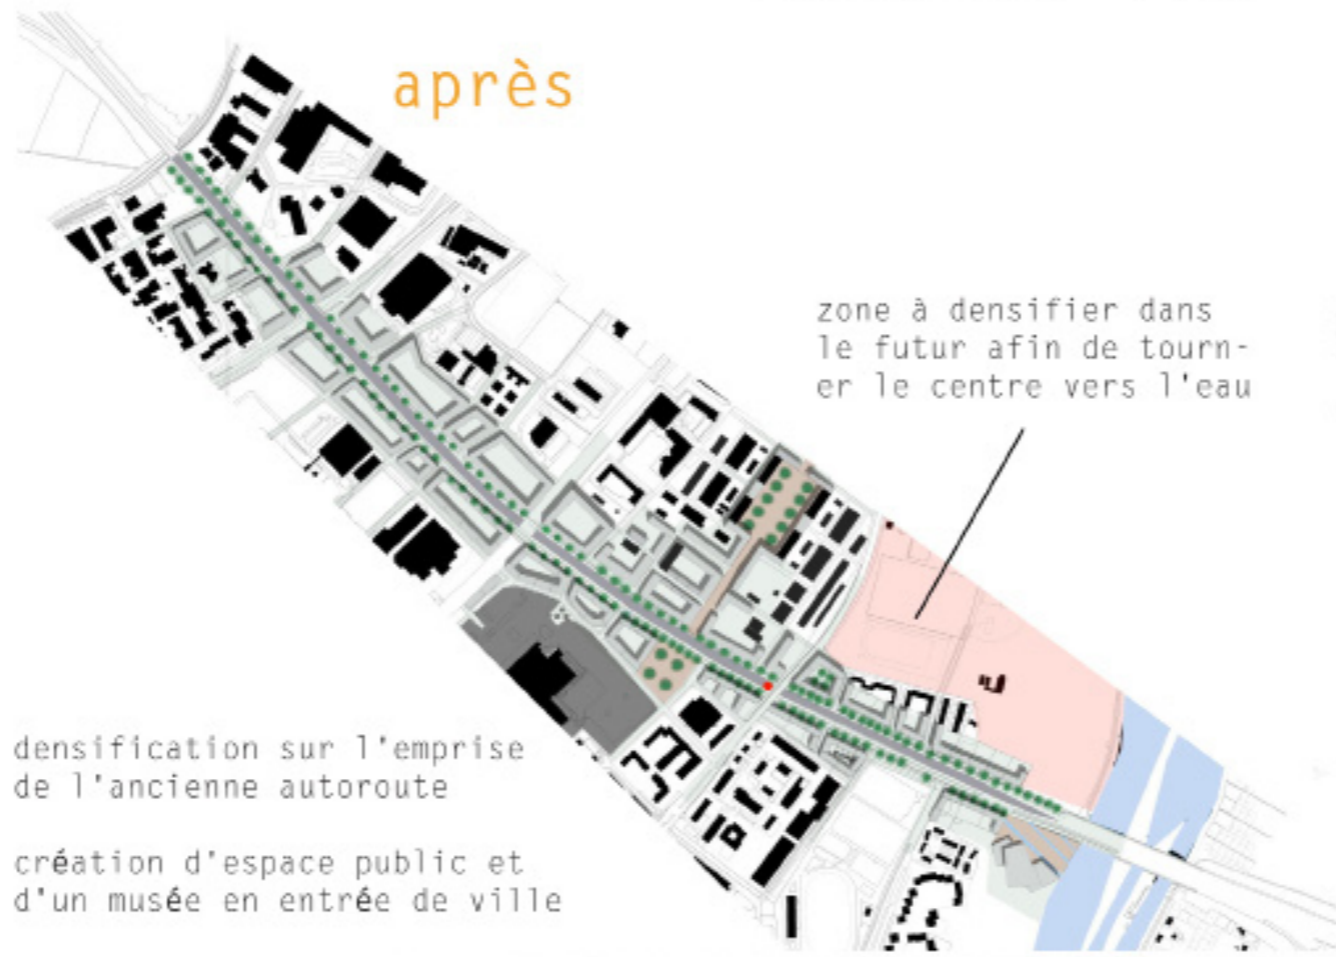 après
zone à densifier dans
le futur afin de tourn-
er le centre vers l'eau
densification sur l'emprise
de l'ancienne autoroute
création d'espace public et
d'un musée en entrée de ville